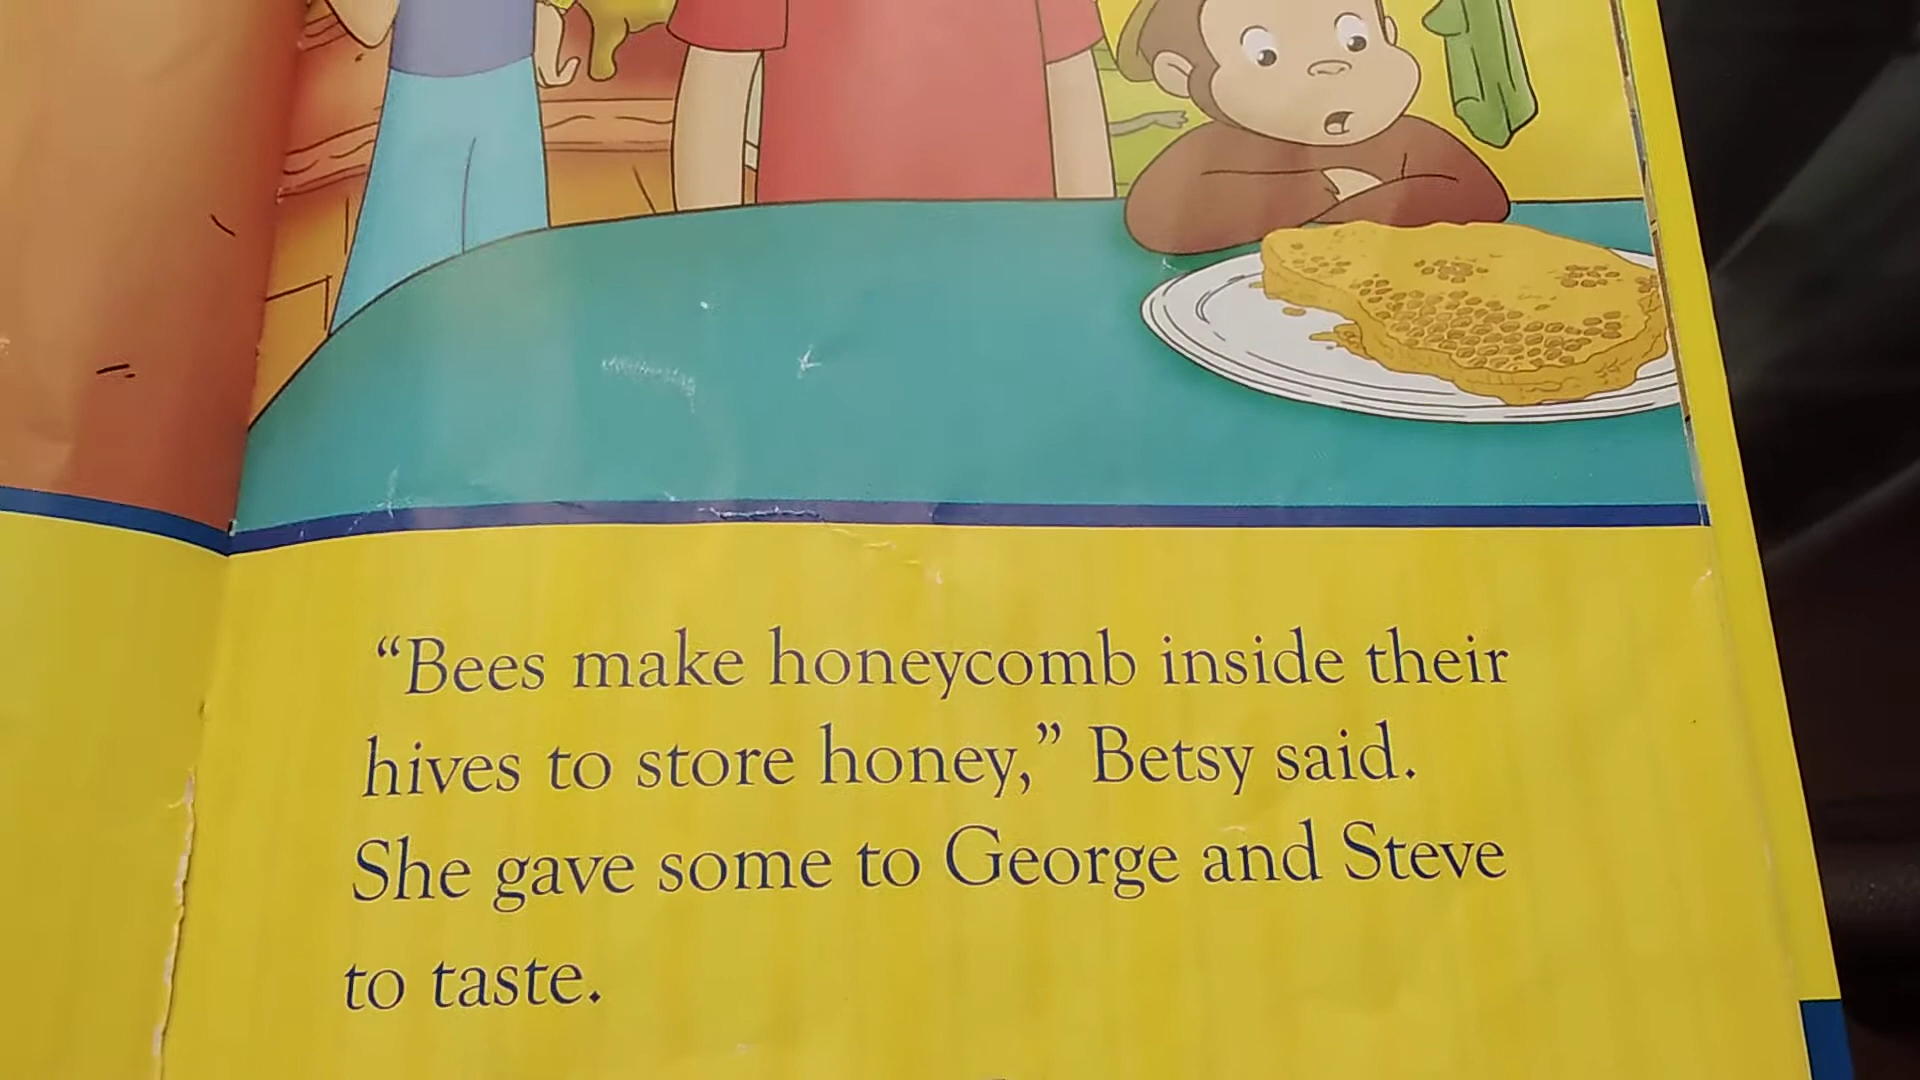 “Bees make honeycomb inside their
hives to store honey,” Betsy said.
She gave some to George and Steve
to taste.